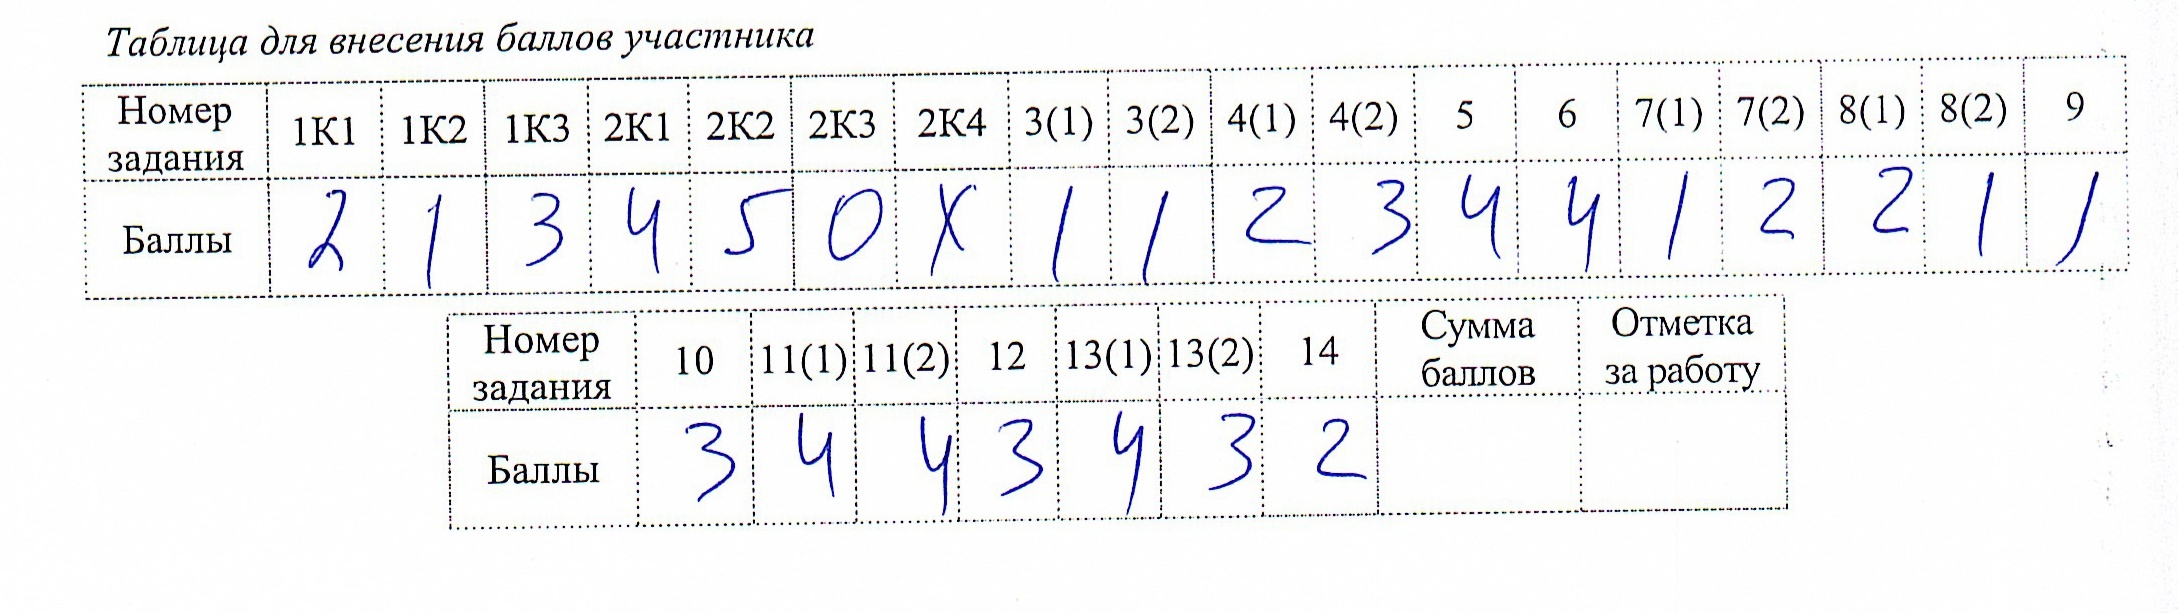 Таблица для внесения баллов участника
Номер задания 1К1 1К2 1К3 2К1 2К2 2К3 2К4 3(1) 3(2) 4(1) 4(2) 5 6 7(1) 7(2) 8(1) 8(2) 9
Баллы 2 1 3 4 5 0 X 1 1 2 3 4 4 1 2 2 1 1
Номер задания 10 11(1) 11(2) 12 13(1) 13(2) 14 Сумма баллов Отметка за работу
Баллы 3 4 4 3 4 3 2